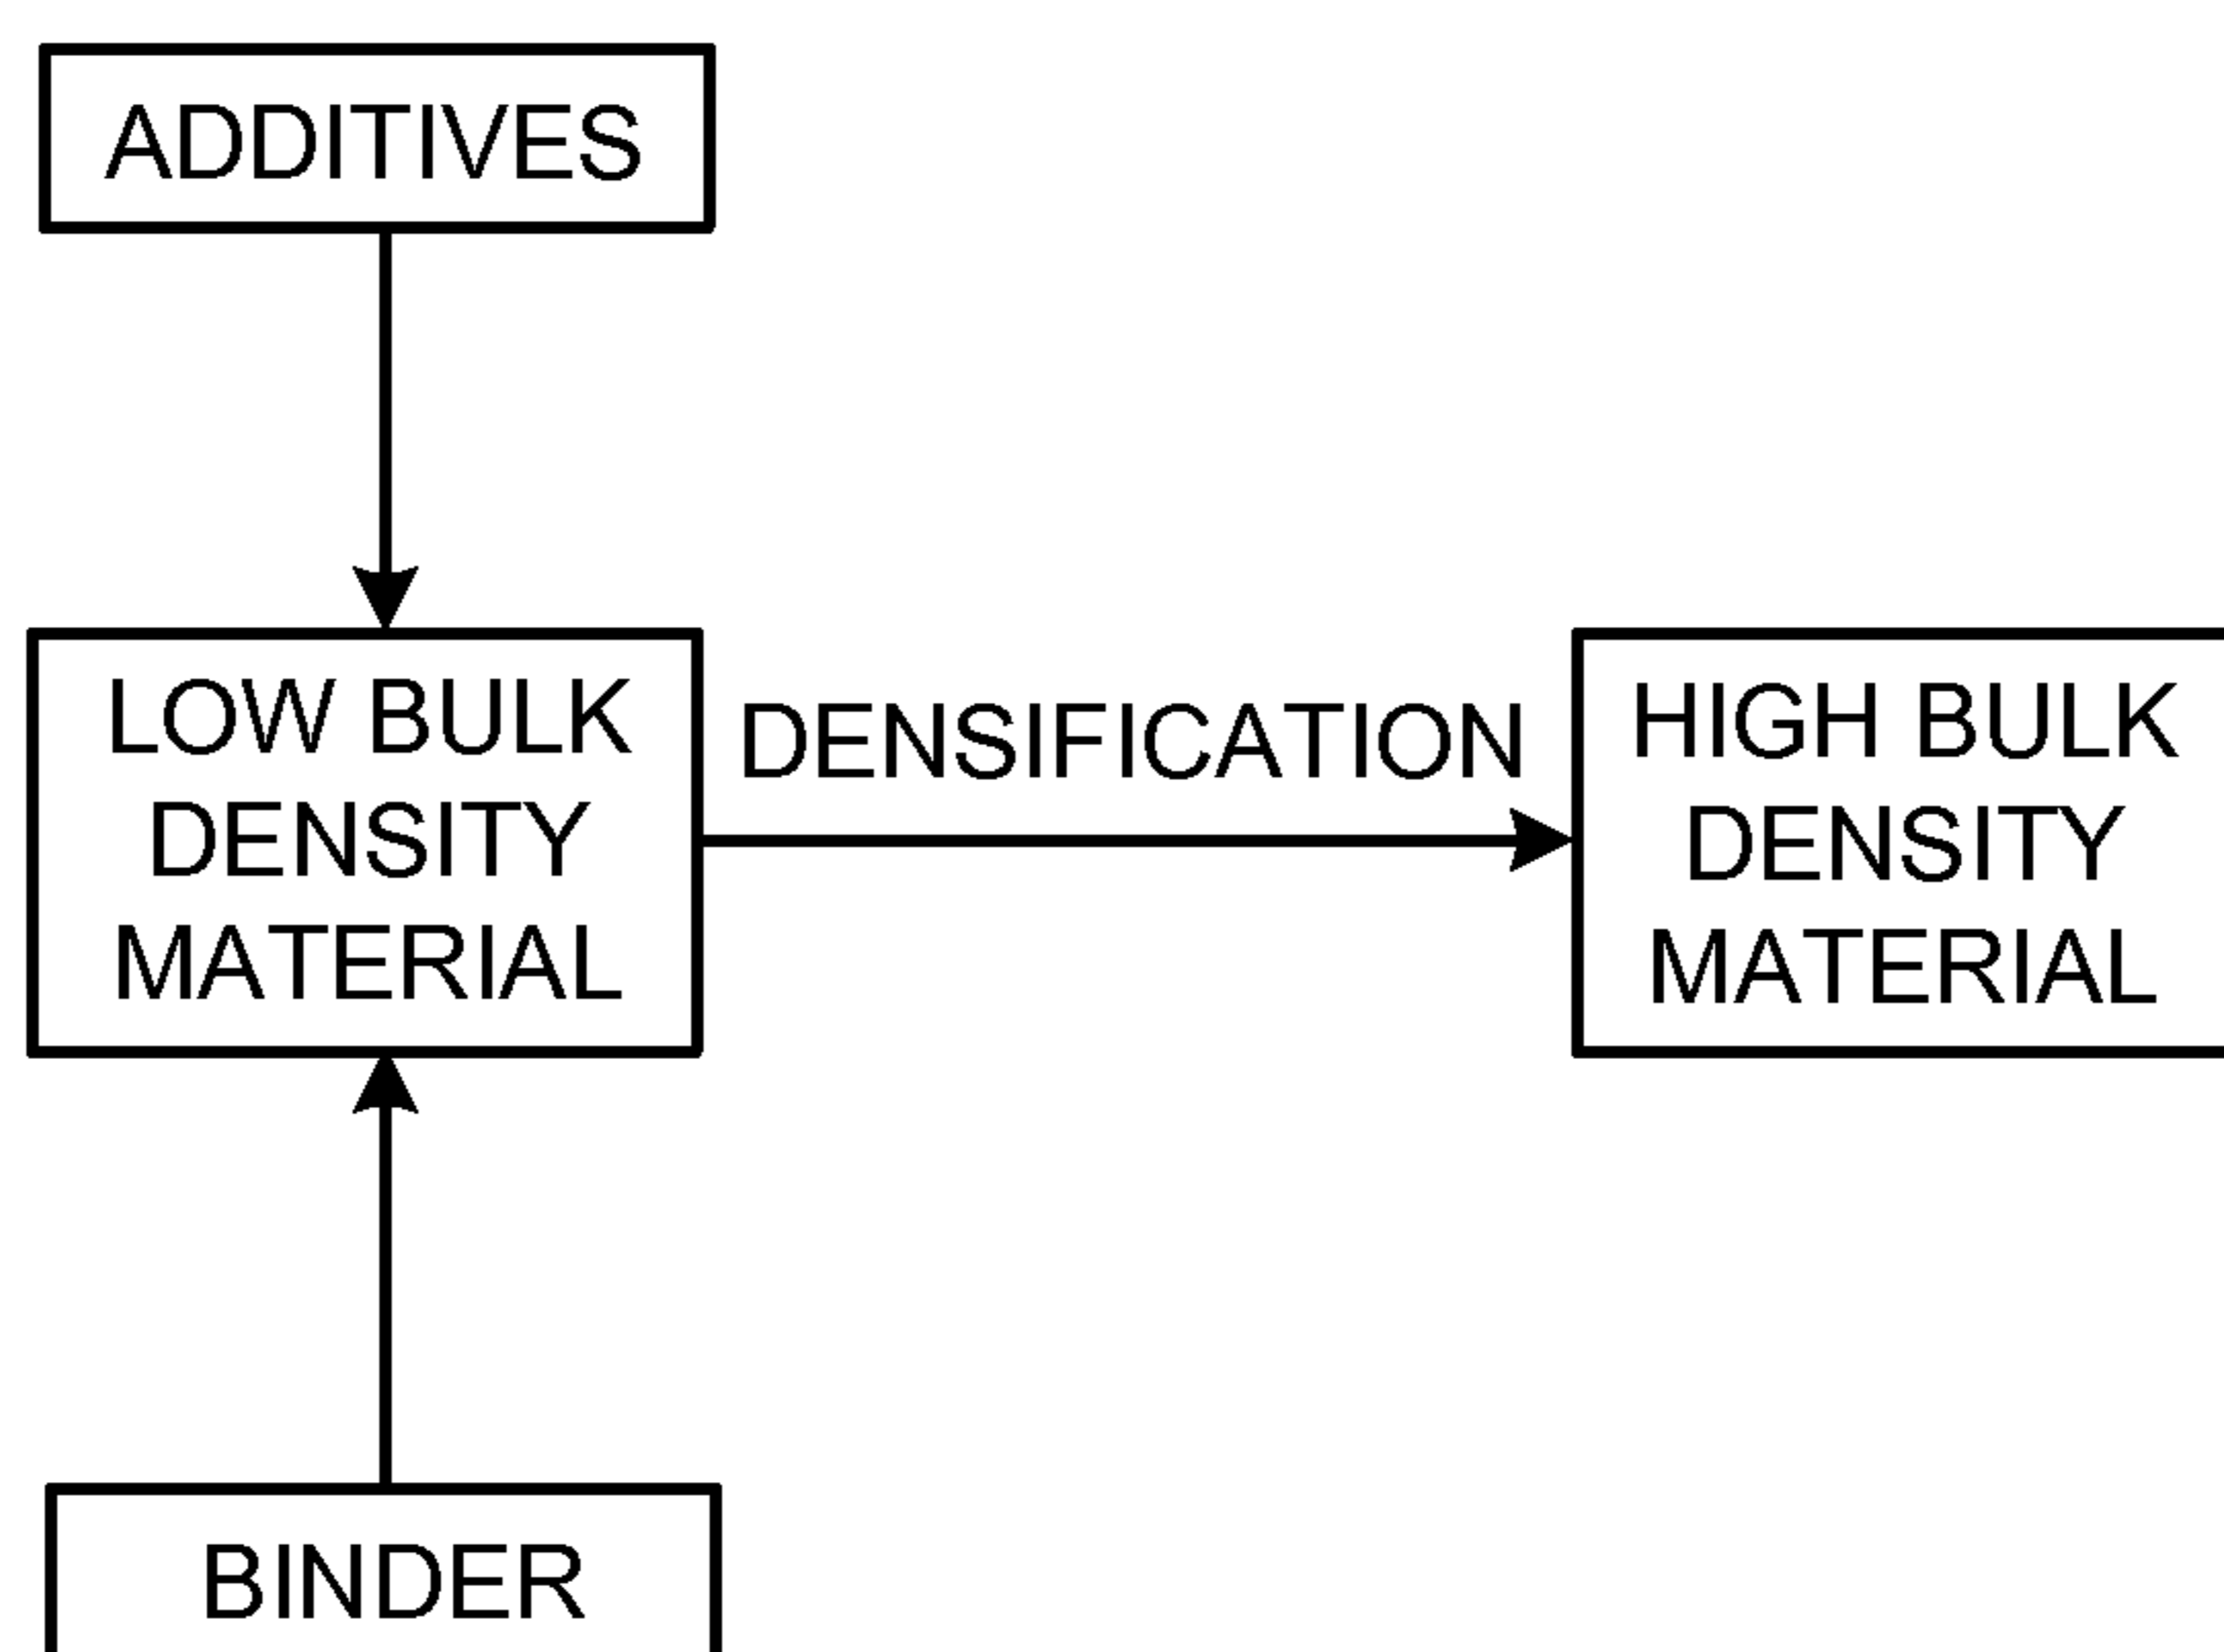 ADDITIVES
LOW BULK
DENSITY
MATERIAL
DENSIFICATION
HIGH BULK
DENSITY
MATERIAL
BINDER